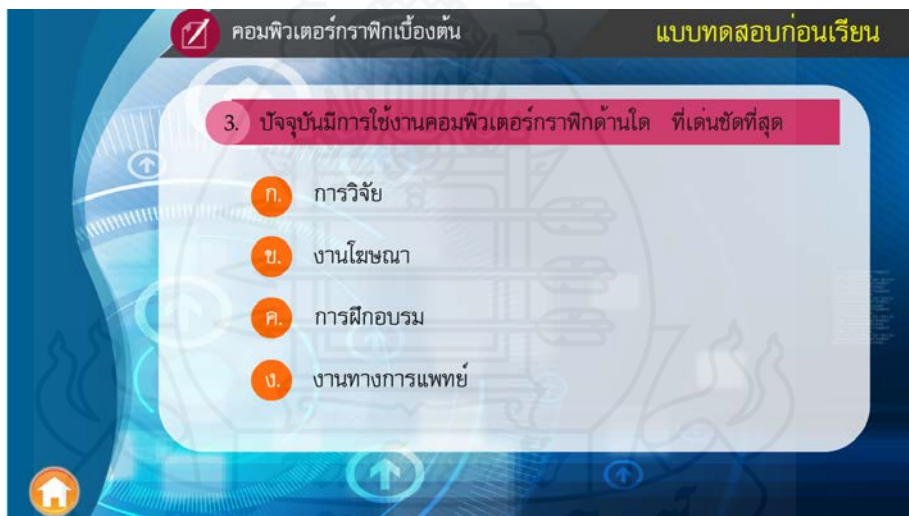 คอมพิวเตอร์กราฟิกเบื้องต้น
แบบทดสอบก่อนเรียน
3. ปัจจุบันมีการใช้งานคอมพิวเตอร์กราฟิกด้านใด ที่เด่นชัดที่สุด
ก. การวิจัย
ข. งานโฆษณา
ค. การฝึกอบรม
ง. งานทางการแพทย์